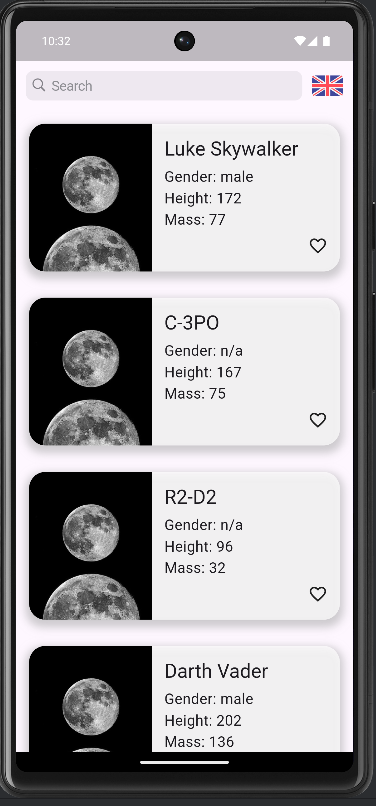 10:32
Search
Luke Skywalker
Gender: male
Height: 172
Mass: 77
C-3PO
Gender: n/a
Height: 167
Mass: 75
R2-D2
Gender: n/a
Height: 96
Mass: 32
Darth Vader
Gender: male
Height: 202
Mass: 136